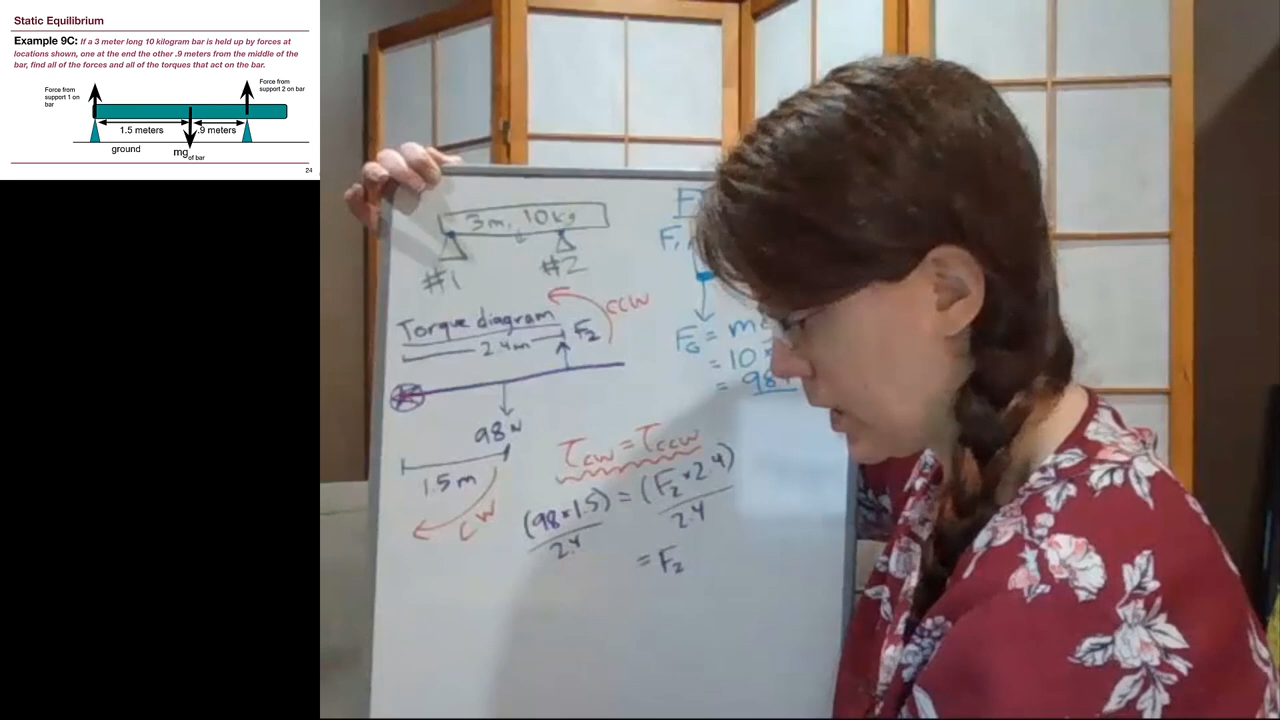 Static Equilibrium
Example 9C: If a 3 meter long 10 kilogram bar is held up by forces at
locations shown, one at the end the other .9 meters from the middle of the
bar, find all of the forces and all of the torques that act on the bar.
Force from
support 1 on
bar
Force from
support 2 on bar
1.5 meters
.9 meters
ground
mg of bar
24
3m, 10kg
#1
#2
Torque diagram
2.4m
F2
CCW
98N
1.5m
CW
F1
FG = m
= 10
= 98
τcw = τccw
(98×1.5) = (F2×2.4)
2.4
2.4
= F2